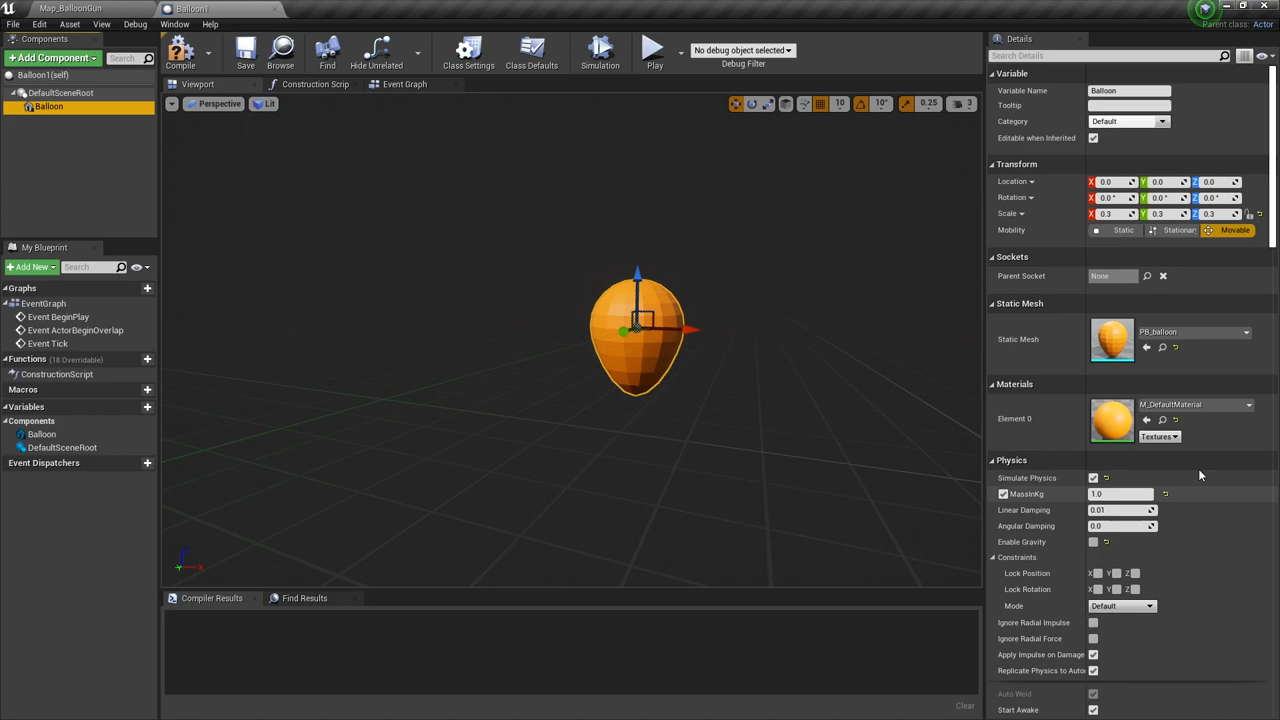 Map_BalloonGun
Balloon1
File Edit Asset View Debug Window Help
Parent class: Actor
Components
+Add Component
Search
Balloon1(self)
DefaultSceneRoot
Balloon
Compile
Save
Browse
Find
Hide Unrelated
Class Settings
Class Defaults
Simulation
Play
No debug object selected
Debug Filter
Viewport
Construction Scrip
Event Graph
Perspective
Lit
10
10°
0.25
3
X
Y
My Blueprint
+Add New
Search
Graphs
EventGraph
Event BeginPlay
Event ActorBeginOverlap
Event Tick
Functions (18 Overridable)
ConstructionScript
Macros
Variables
Components
Balloon
DefaultSceneRoot
Event Dispatchers
Compiler Results
Find Results
Clear
Details
Search Details
Variable
Variable Name Balloon
Tooltip
Category Default
Editable when Inherited
Transform
Location X 0.0 Y 0.0 Z 0.0
Rotation X 0.0 ° Y 0.0 ° Z 0.0 °
Scale X 0.3 Y 0.3 Z 0.3
Mobility Static Stationar Movable
Sockets
Parent Socket None
Static Mesh
Static Mesh PB_balloon
Materials
Element 0 M_DefaultMaterial
Textures
Physics
Simulate Physics
MassInKg 1.0
Linear Damping 0.01
Angular Damping 0.0
Enable Gravity
Constraints
Lock Position X Y Z
Lock Rotation X Y Z
Mode Default
Ignore Radial Impulse
Ignore Radial Force
Apply Impulse on Damage
Replicate Physics to Auto
Auto Weld
Start Awake